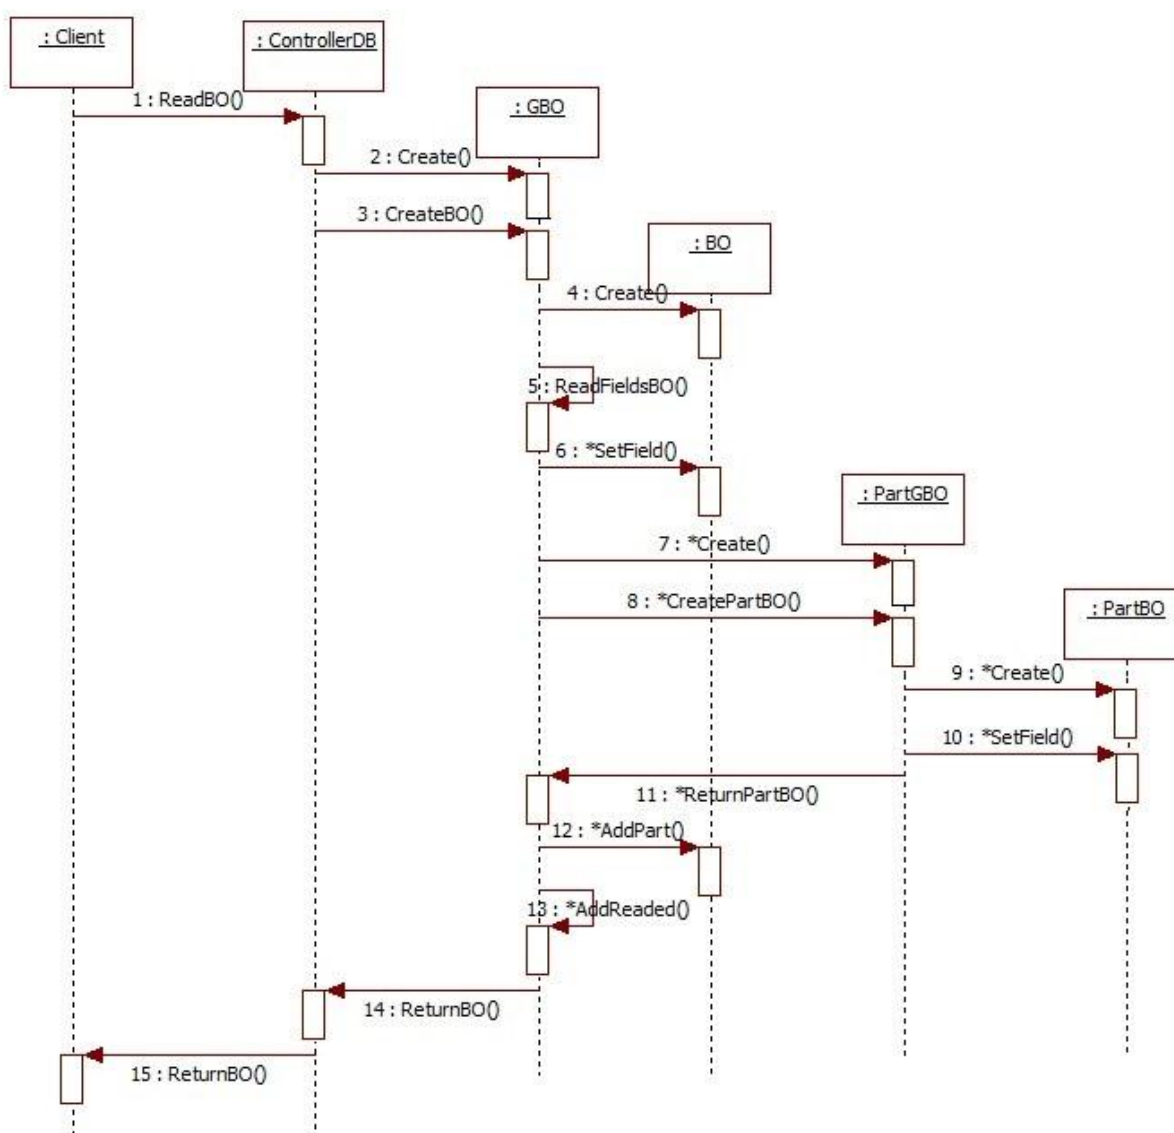 : Client
: ControllerDB
1 : ReadBO()
: GBO
2 : Create()
3 : CreateBO()
: BO
4 : Create()
5 : ReadFieldsBO()
6 : *SetField()
: PartGBO
7 : *Create()
8 : *CreatePartBO()
: PartBO
9 : *Create()
10 : *SetField()
11 : *ReturnPartBO()
12 : *AddPart()
13 : *AddReaded()
14 : ReturnBO()
15 : ReturnBO()